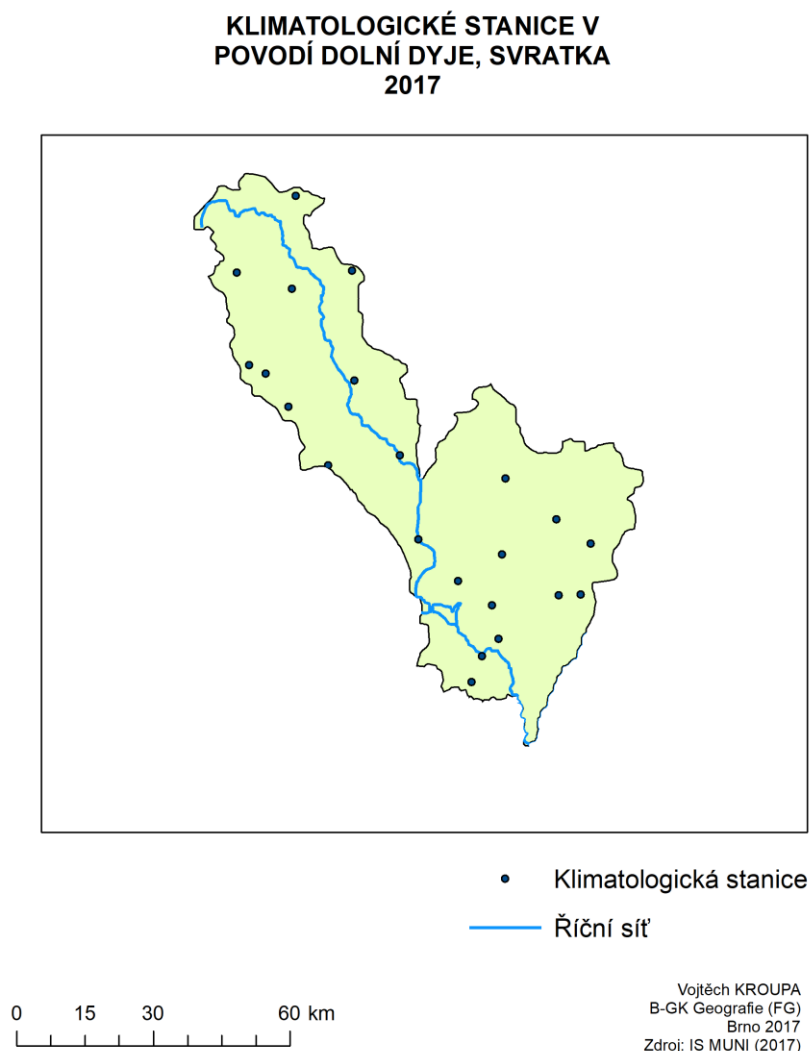 KLIMATOLOGICKÉ STANICE V
POVODÍ DOLNÍ DYJE, SVRATKA
2017
Klimatologická stanice
Říční síť
0 15 30 60 km
Vojtěch KROUPA
B-GK Geografie (FG)
Brno 2017
Zdroj: IS MUNI (2017)